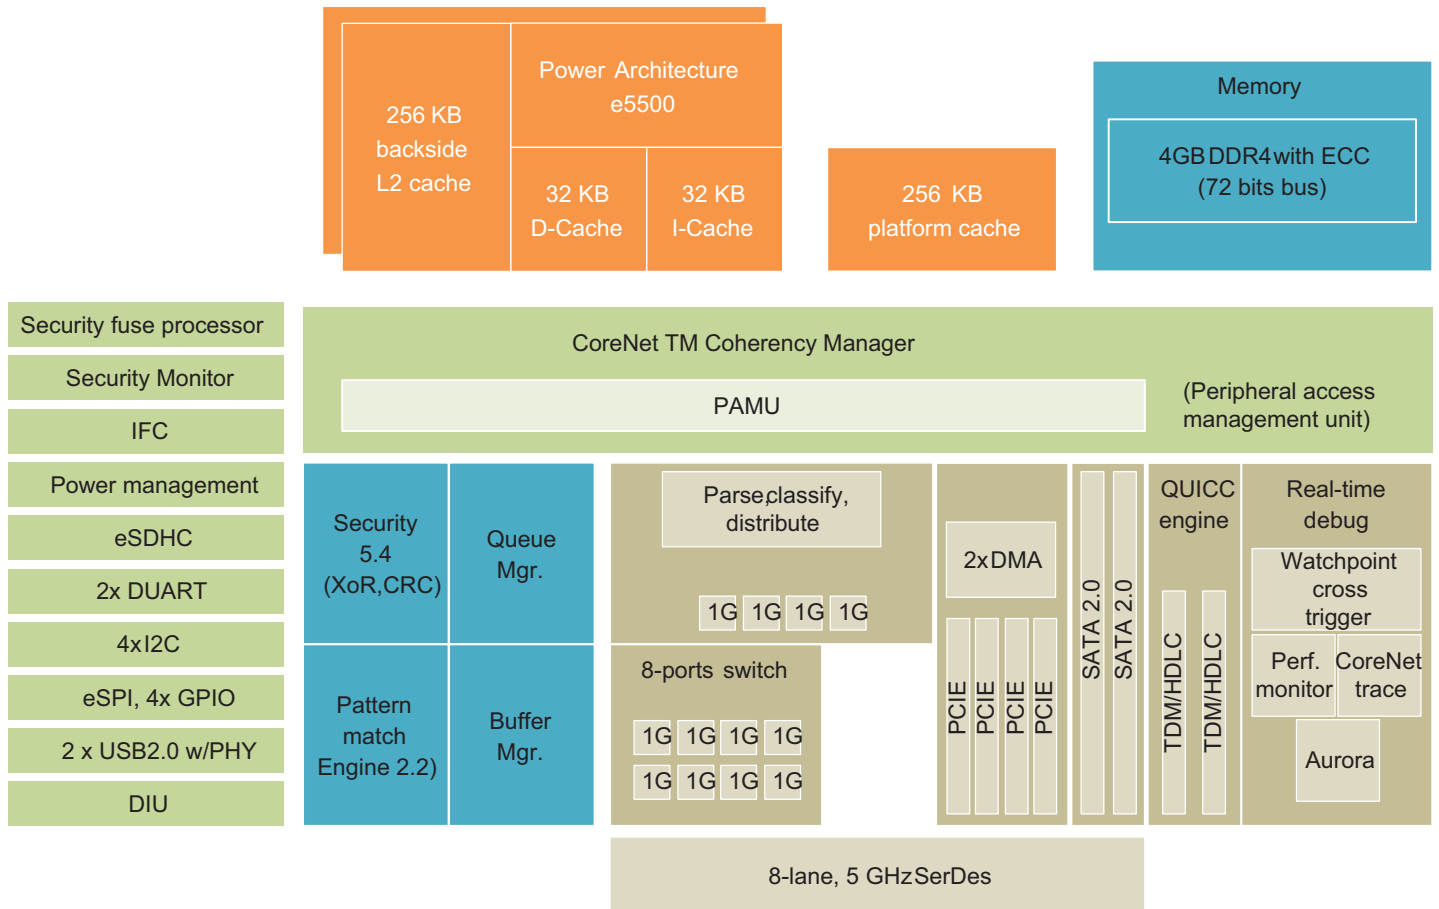 Power Architecture
e5500
256 KB
backside
L2 cache
32 KB
D-Cache
32 KB
I-Cache
256 KB
platform cache
Memory
4GB DDR4 with ECC
(72 bits bus)
Security fuse processor
Security Monitor
IFC
Power management
eSDHC
2x DUART
4xI2C
eSPI, 4x GPIO
2 x USB2.0 w/PHY
DIU
CoreNet TM Coherency Manager
PAMU
(Peripheral access
management unit)
Security
5.4
(XoR,CRC)
Queue
Mgr.
Pattern
match
Engine 2.2)
Buffer
Mgr.
Parse,classify,
distribute
1G 1G 1G 1G
8-ports switch
1G 1G 1G 1G
1G 1G 1G 1G
2xDMA
PCIE
PCIE
PCIE
PCIE
SATA 2.0
SATA 2.0
QUICC
engine
TDM/HDLC
TDM/HDLC
Real-time
debug
Watchpoint
cross
trigger
Perf.
monitor
CoreNet
trace
Aurora
8-lane, 5 GHzSerDes